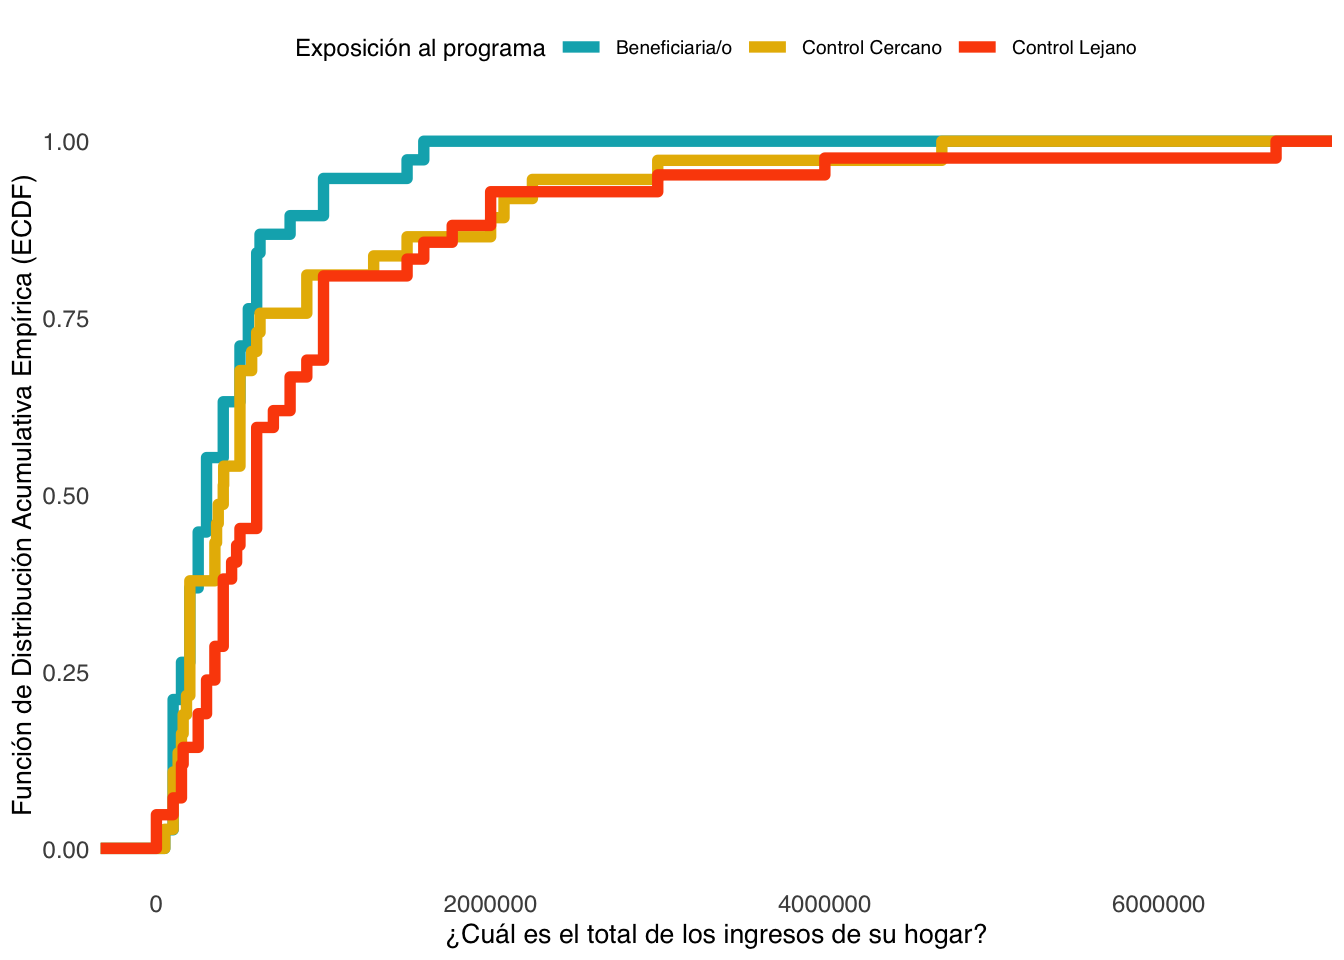 Exposición al programa Beneficiaria/o Control Cercano Control Lejano
Función de Distribución Acumulativa Empírica (ECDF)
1.00
0.75
0.50
0.25
0.00
0 2000000 4000000 6000000
¿Cuál es el total de los ingresos de su hogar?